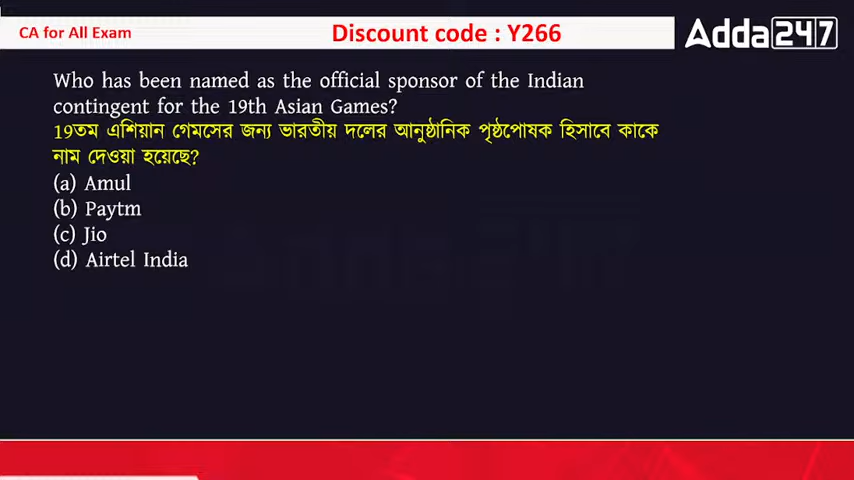 CA for All Exam
Discount code : Y266
Adda247
Who has been named as the official sponsor of the Indian
contingent for the 19th Asian Games?
19তম এশিয়ান গেমসের জন্য ভারতীয় দলের আনুষ্ঠানিক পৃষ্ঠপোষক হিসাবে কাকে
নাম দেওয়া হয়েছে?
(a) Amul
(b) Paytm
(c) Jio
(d) Airtel India